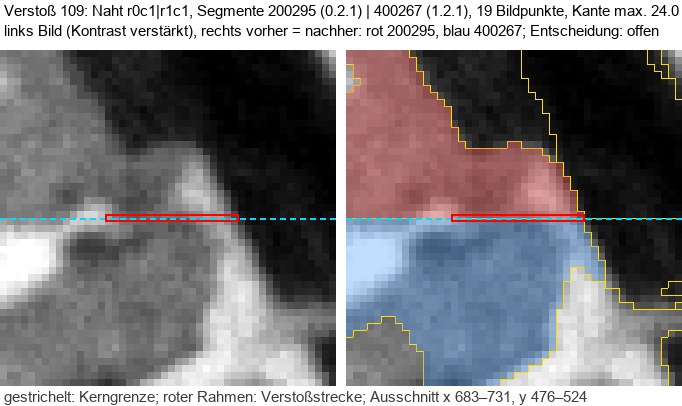 Verstoß 109: Naht r0c1|r1c1, Segmente 200295 (0.2.1) | 400267 (1.2.1), 19 Bildpunkte, Kante max. 24.0
links Bild (Kontrast verstärkt), rechts vorher = nachher: rot 200295, blau 400267; Entscheidung: offen
gestrichelt: Kerngrenze; roter Rahmen: Verstoßstrecke; Ausschnitt x 683–731, y 476–524